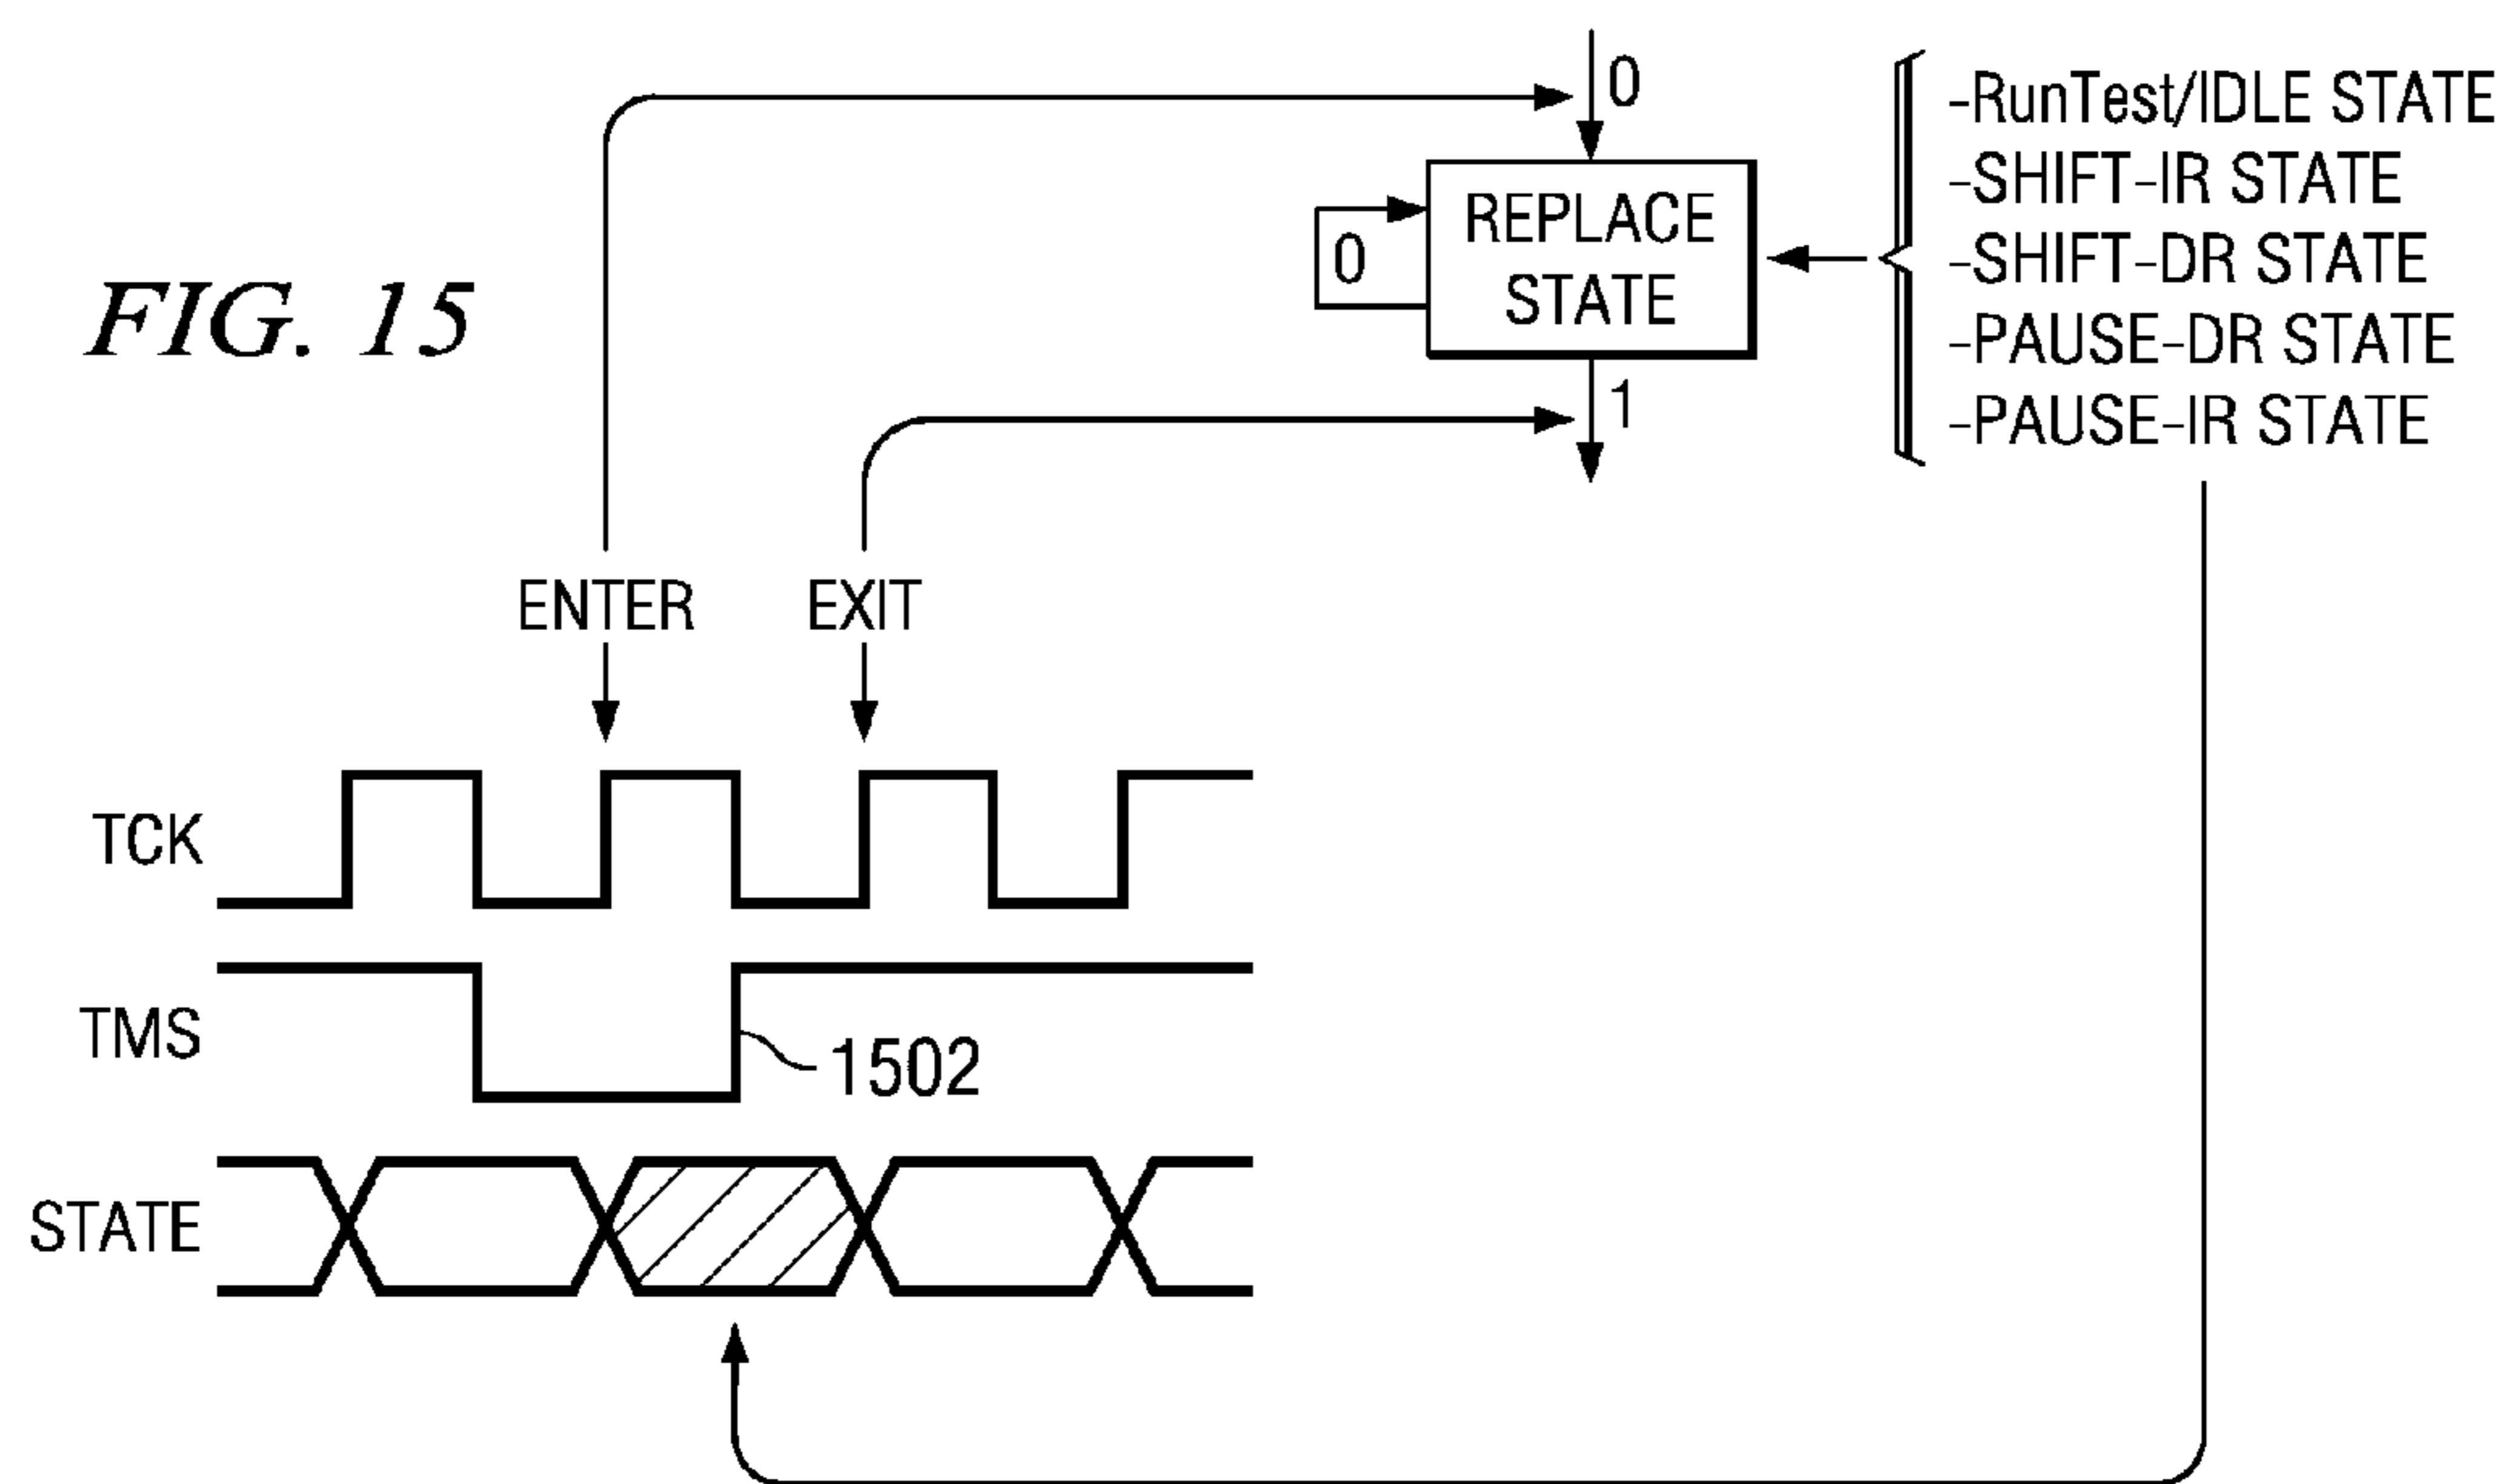 FIG. 15
0
REPLACE
STATE
0
1
-RunTest/IDLE STATE
-SHIFT-IR STATE
-SHIFT-DR STATE
-PAUSE-DR STATE
-PAUSE-IR STATE
ENTER
EXIT
TCK
TMS
1502
STATE